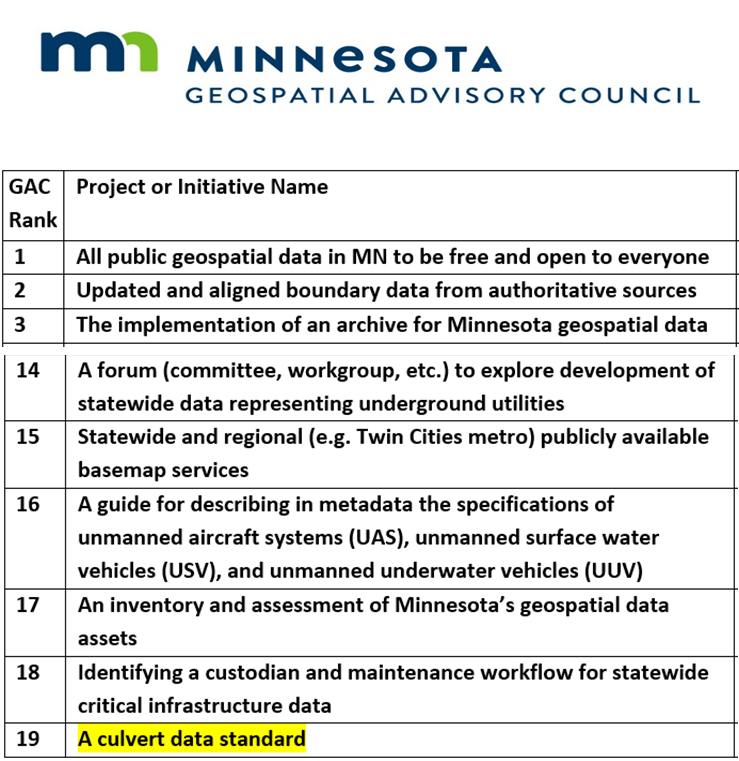 mn MINNESOTA
GEOSPATIAL ADVISORY COUNCIL
GAC Project or Initiative Name
Rank
1 All public geospatial data in MN to be free and open to everyone
2 Updated and aligned boundary data from authoritative sources
3 The implementation of an archive for Minnesota geospatial data
14 A forum (committee, workgroup, etc.) to explore development of
statewide data representing underground utilities
15 Statewide and regional (e.g. Twin Cities metro) publicly available
basemap services
16 A guide for describing in metadata the specifications of
unmanned aircraft systems (UAS), unmanned surface water
vehicles (USV), and unmanned underwater vehicles (UUV)
17 An inventory and assessment of Minnesota’s geospatial data
assets
18 Identifying a custodian and maintenance workflow for statewide
critical infrastructure data
19 A culvert data standard